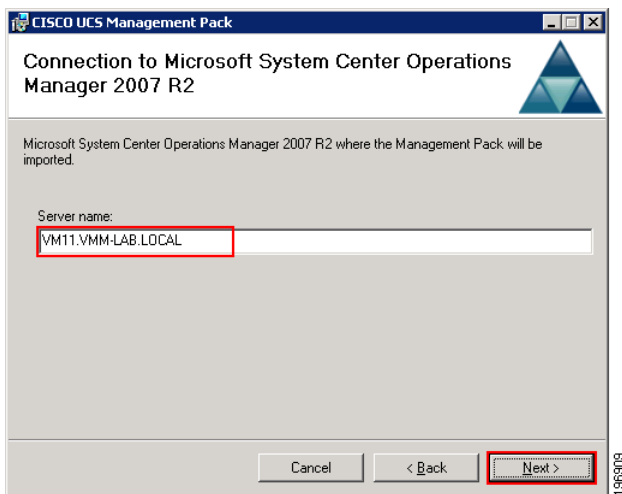 CISCO UCS Management Pack
Connection to Microsoft System Center Operations
Manager 2007 R2
Microsoft System Center Operations Manager 2007 R2 where the Management Pack will be
imported.
Server name:
VM11.VMM-LAB.LOCAL
Cancel
< Back
Next >
196909